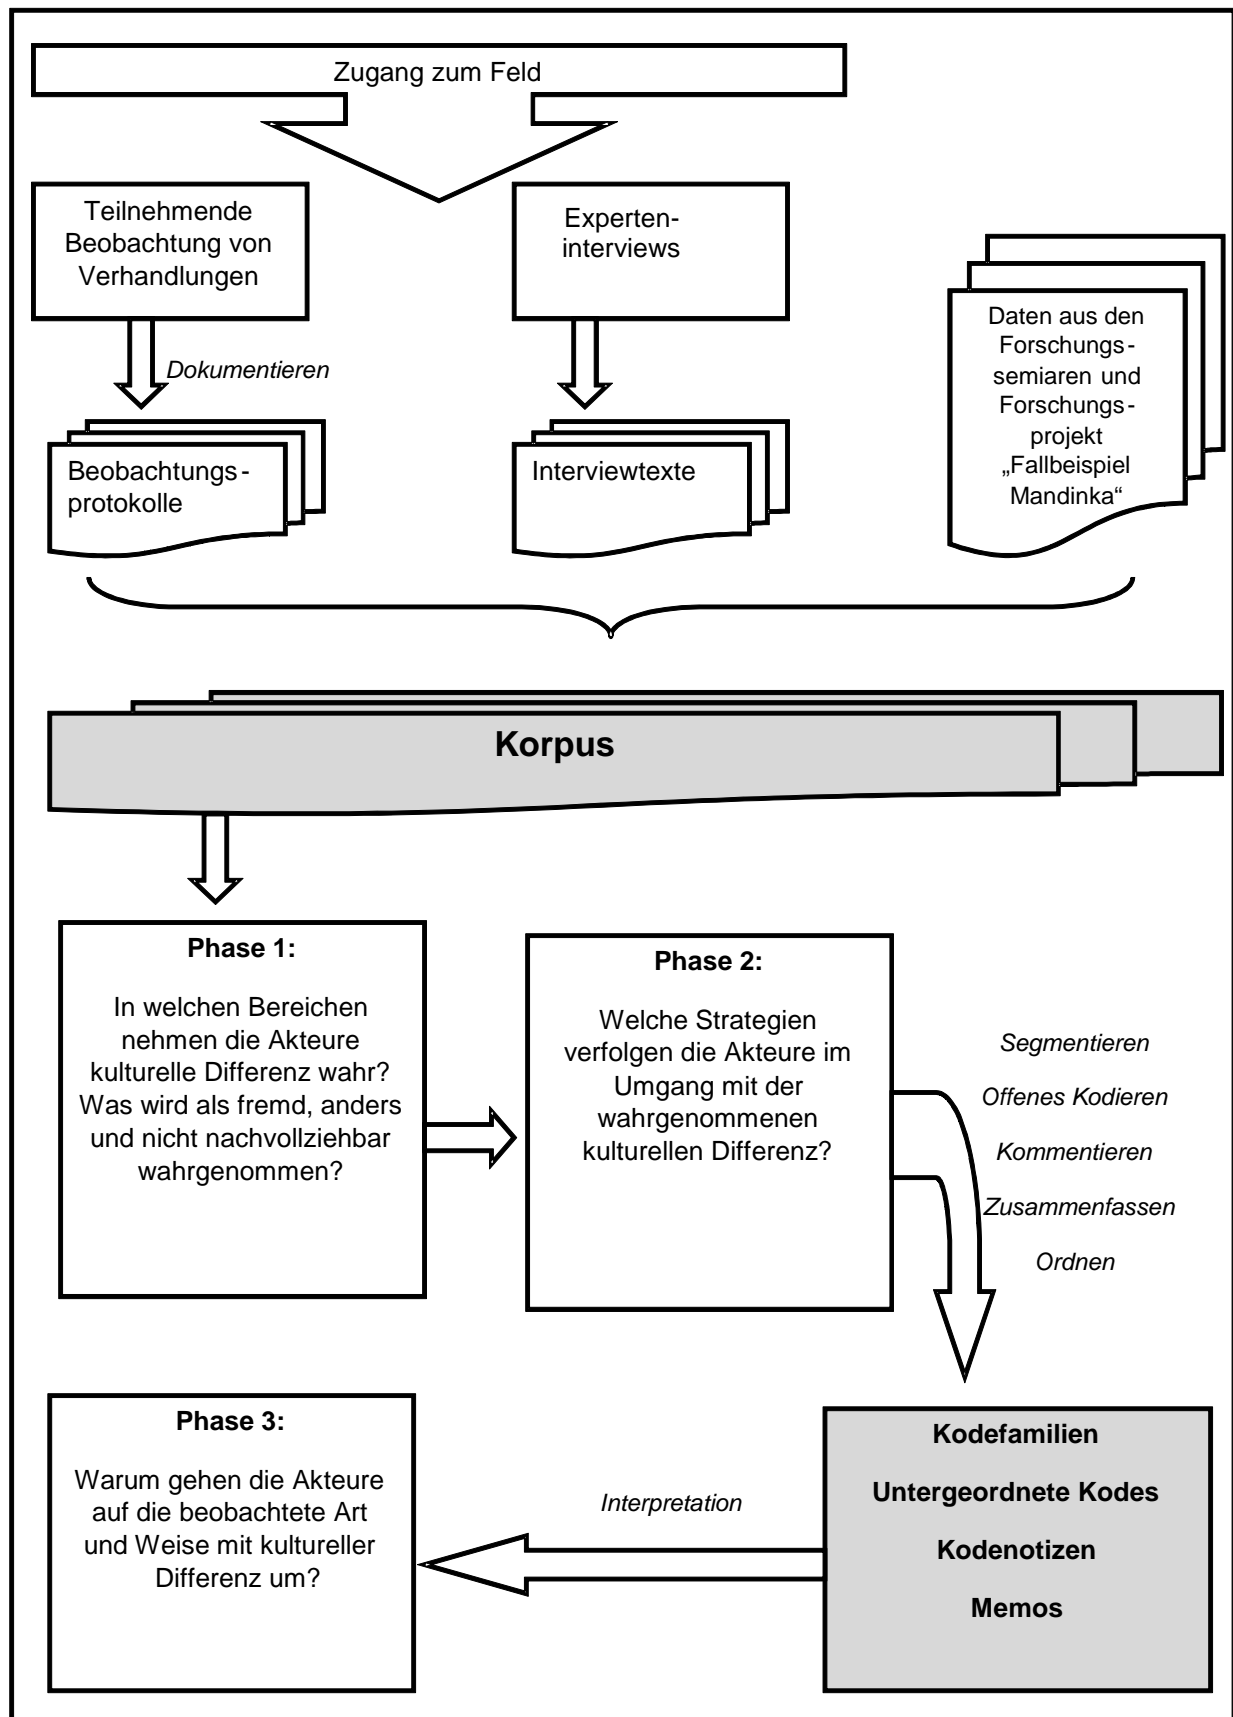 Zugang zum Feld
Teilnehmende
Beobachtung von
Verhandlungen
Experten-
interviews
Daten aus den
Forschungs-
semiaren und
Forschungs-
projekt
„Fallbeispiel
Mandinka“
Dokumentieren
Beobachtungs-
protokolle
Interviewtexte
Korpus
Phase 1:
In welchen Bereichen
nehmen die Akteure
kulturelle Differenz wahr?
Was wird als fremd, anders
und nicht nachvollziehbar
wahrgenommen?
Phase 2:
Welche Strategien
verfolgen die Akteure im
Umgang mit der
wahrgenommenen
kulturellen Differenz?
Segmentieren
Offenes Kodieren
Kommentieren
Zusammenfassen
Ordnen
Kodefamilien
Untergeordnete Kodes
Kodenotizen
Memos
Interpretation
Phase 3:
Warum gehen die Akteure
auf die beobachtete Art
und Weise mit kultureller
Differenz um?